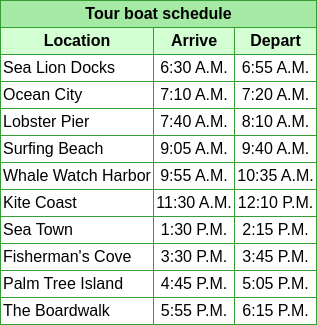 Tour boat schedule
Location Arrive Depart
Sea Lion Docks 6:30 A.M. 6:55 A.M.
Ocean City 7:10 A.M. 7:20 A.M.
Lobster Pier 7:40 A.M. 8:10 A.M.
Surfing Beach 9:05 A.M. 9:40 A.M.
Whale Watch Harbor 9:55 A.M. 10:35 A.M.
Kite Coast 11:30 A.M. 12:10 P.M.
Sea Town 1:30 P.M. 2:15 P.M.
Fisherman's Cove 3:30 P.M. 3:45 P.M.
Palm Tree Island 4:45 P.M. 5:05 P.M.
The Boardwalk 5:55 P.M. 6:15 P.M.